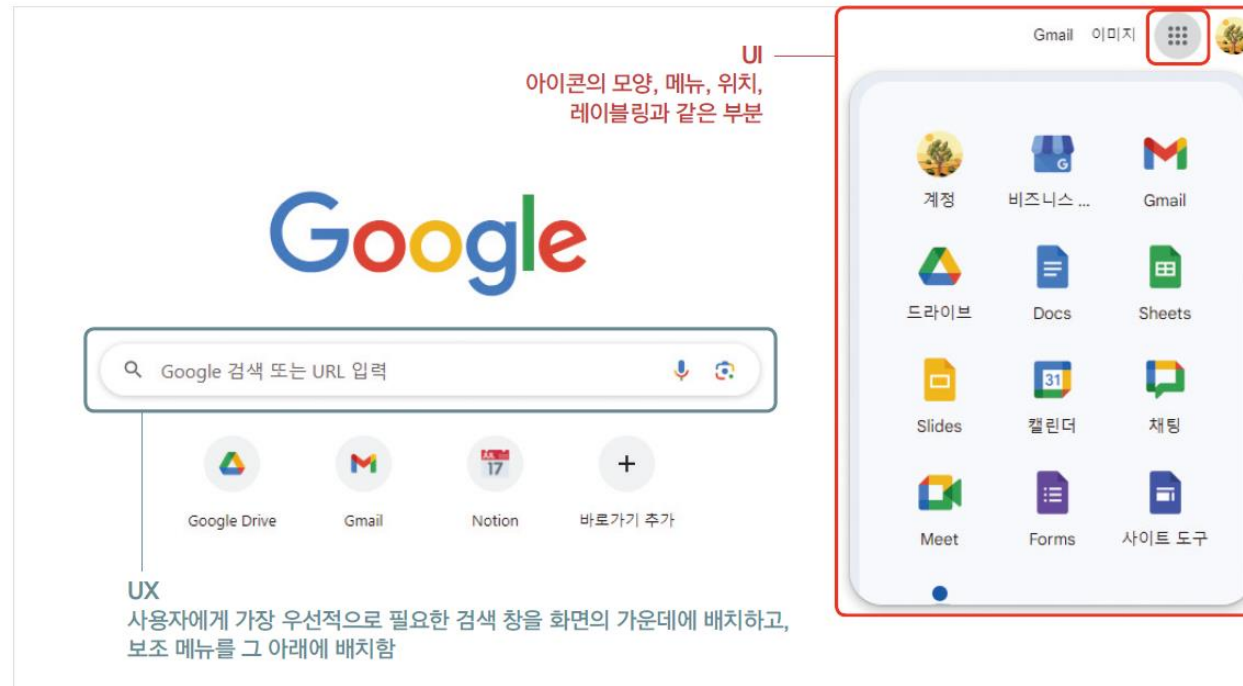 Gmail 이미지
UI
아이콘의 모양, 메뉴, 위치,
레이블링과 같은 부분
계정 비즈니스 ... Gmail
Google
드라이브 Docs Sheets
Google 검색 또는 URL 입력
31
Slides 캘린더 채팅
JUL 17
Google Drive Gmail Notion 바로가기 추가
Meet Forms 사이트 도구
UX
사용자에게 가장 우선적으로 필요한 검색 창을 화면의 가운데에 배치하고,
보조 메뉴를 그 아래에 배치함